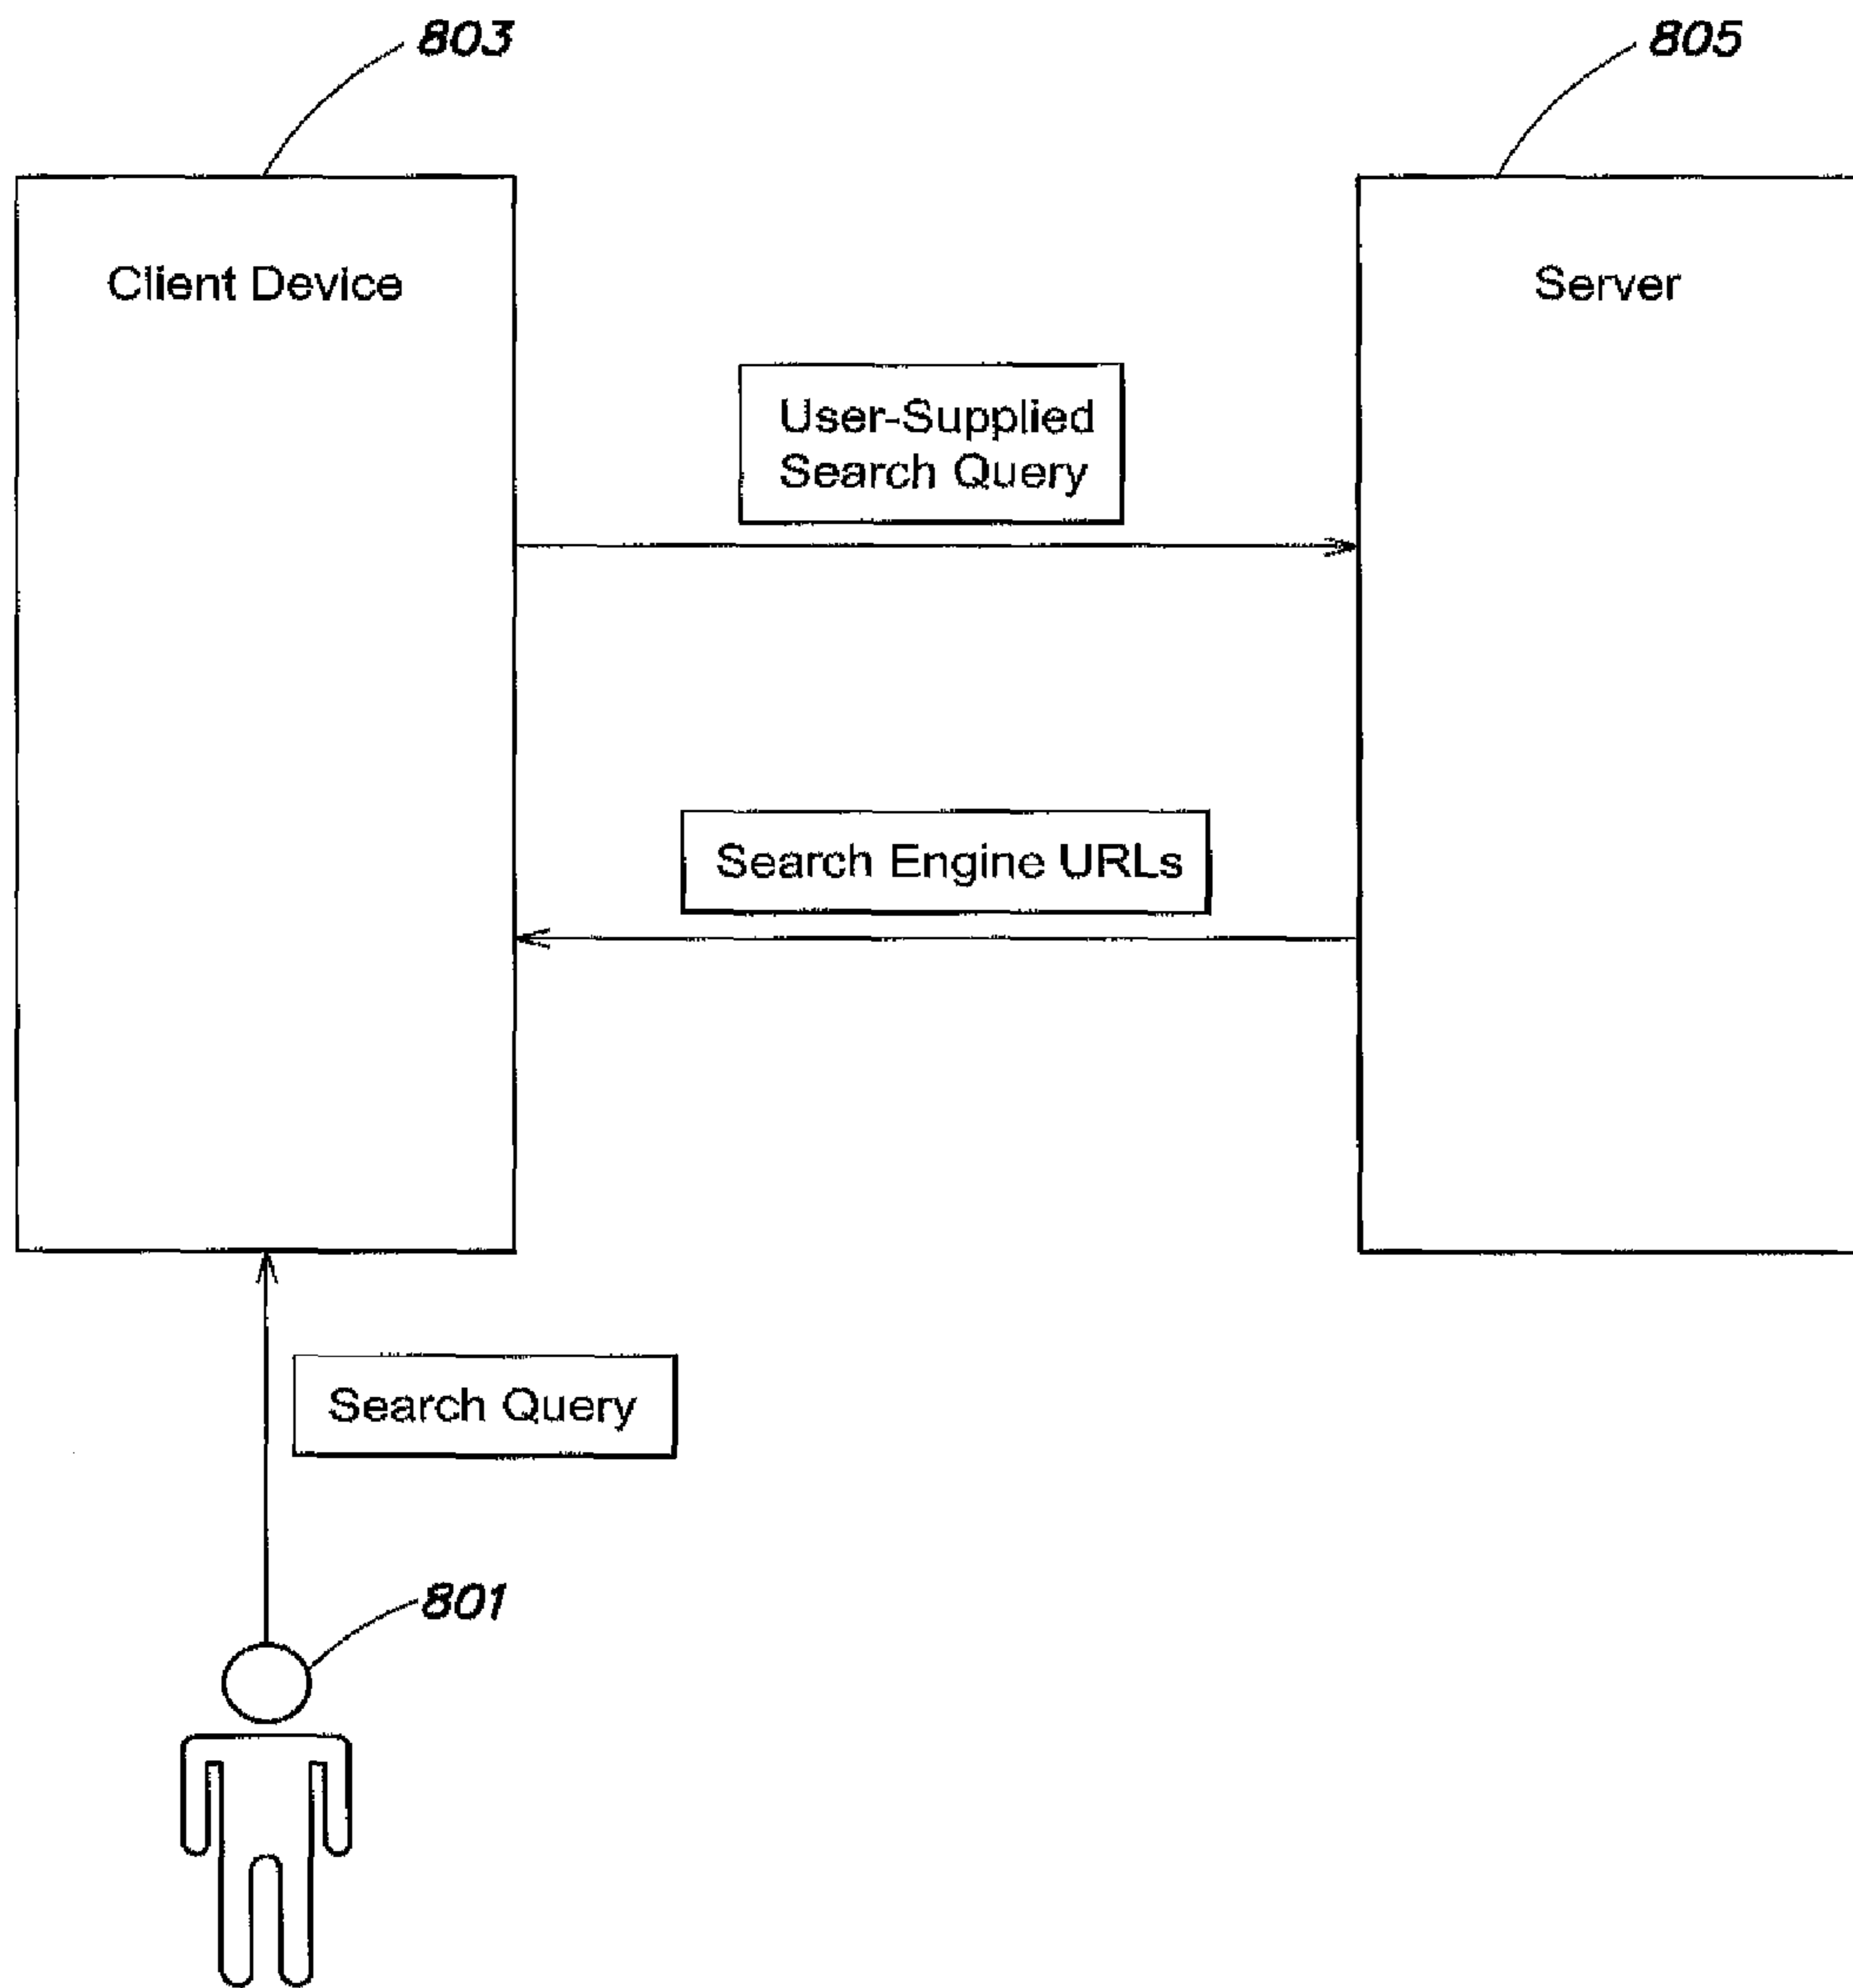 803
805
Client Device
Server
User-Supplied
Search Query
Search Engine URLs
Search Query
801